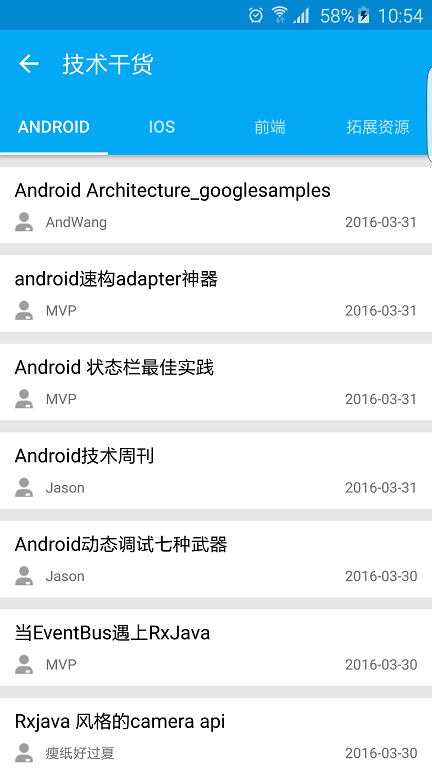 58% 10:54
技术干货
ANDROID IOS 前端 拓展资源
Android Architecture_googlesamples
AndWang 2016-03-31
android速构adapter神器
MVP 2016-03-31
Android 状态栏最佳实践
MVP 2016-03-31
Android技术周刊
Jason 2016-03-31
Android动态调试七种武器
Jason 2016-03-30
当EventBus遇上RxJava
MVP 2016-03-30
Rxjava 风格的camera api
瘦纸好过夏 2016-03-30